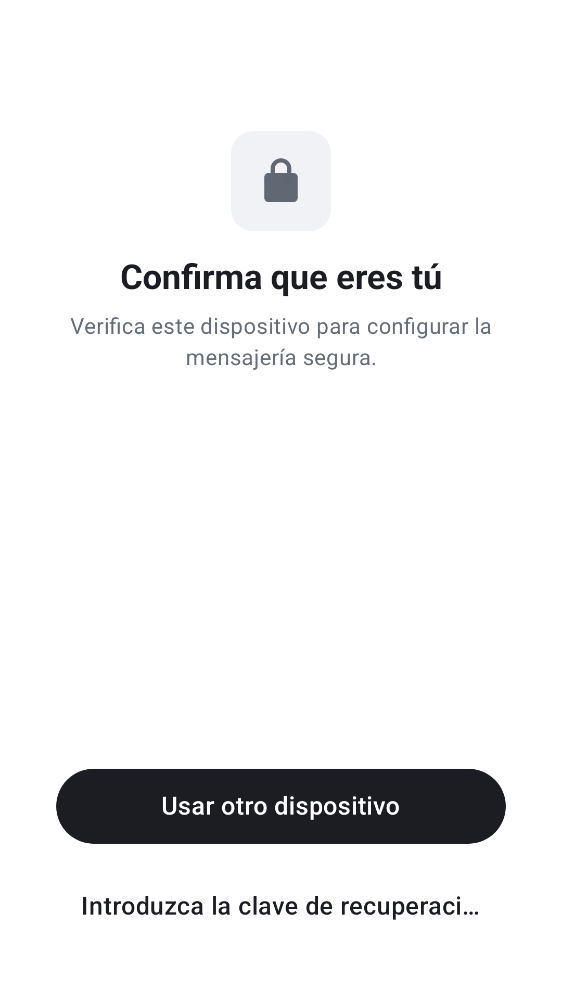 Confirma que eres tú
Verifica este dispositivo para configurar la
mensajería segura.
Usar otro dispositivo
Introduzca la clave de recuperaci…